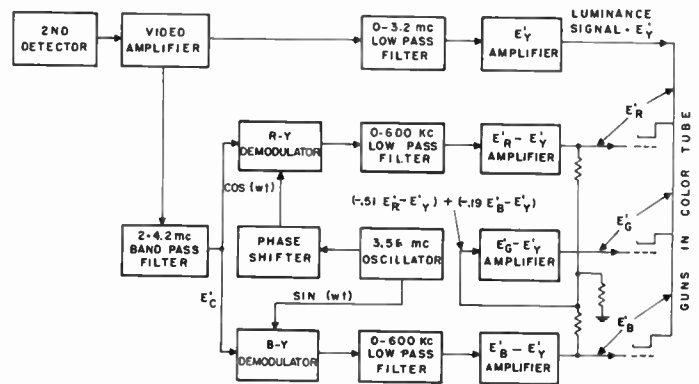 2ND
DETECTOR
VIDEO
AMPLIFIER
0-3.2 mc
LOW PASS
FILTER
E'Y
AMPLIFIER
LUMINANCE
SIGNAL - E'Y
E'R
R-Y
DEMODULATOR
0-600 KC
LOW PASS
FILTER
E'R - E'Y
AMPLIFIER
COS (wt)
(-.51 E'R-E'Y) + (-.19 E'B-E'Y)
2-4.2 mc
BAND PASS
FILTER
PHASE
SHIFTER
3.58 mc
OSCILLATOR
E'G-E'Y
AMPLIFIER
E'G
E'C
SIN (wt)
B-Y
DEMODULATOR
0-600 KC
LOW PASS
FILTER
E'B - E'Y
AMPLIFIER
E'B
GUNS IN COLOR TUBE